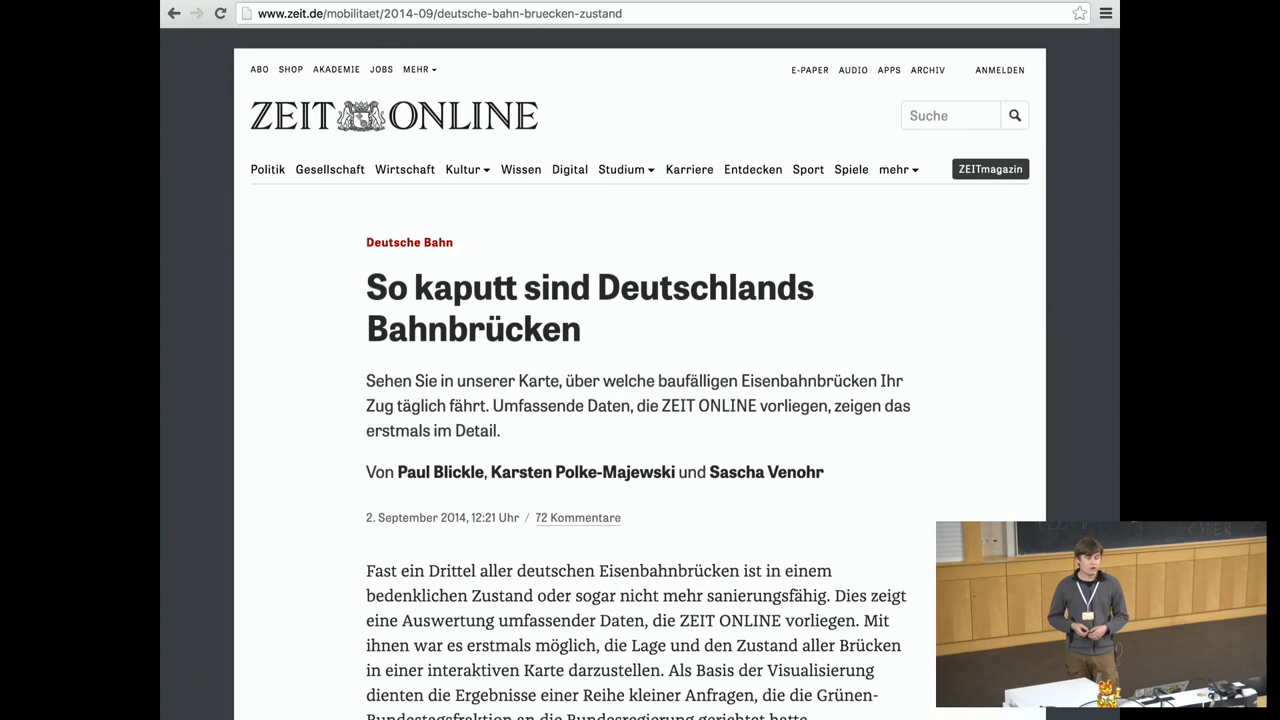 www.zeit.de/mobilitaet/2014-09/deutsche-bahn-bruecken-zustand
ABO SHOP AKADEMIE JOBS MEHR
E-PAPER AUDIO APPS ARCHIV ANMELDEN
ZEIT ONLINE
Suche
Politik Gesellschaft Wirtschaft Kultur Wissen Digital Studium Karriere Entdecken Sport Spiele mehr ZEITmagazin
Deutsche Bahn
So kaputt sind Deutschlands
Bahnbrücken
Sehen Sie in unserer Karte, über welche baufälligen Eisenbahnbrücken Ihr
Zug täglich fährt. Umfassende Daten, die ZEIT ONLINE vorliegen, zeigen das
erstmals im Detail.
Von Paul Blickle, Karsten Polke-Majewski und Sascha Venohr
2. September 2014, 12:21 Uhr / 72 Kommentare
Fast ein Drittel aller deutschen Eisenbahnbrücken ist in einem
bedenklichen Zustand oder sogar nicht mehr sanierungsfähig. Dies zeigt
eine Auswertung umfassender Daten, die ZEIT ONLINE vorliegen. Mit
ihnen war es erstmals möglich, die Lage und den Zustand aller Brücken
in einer interaktiven Karte darzustellen. Als Basis der Visualisierung
dienten die Ergebnisse einer Reihe kleiner Anfragen, die die Grünen-
Bundestagsfraktion an die Bundesregierung gerichtet hatte.